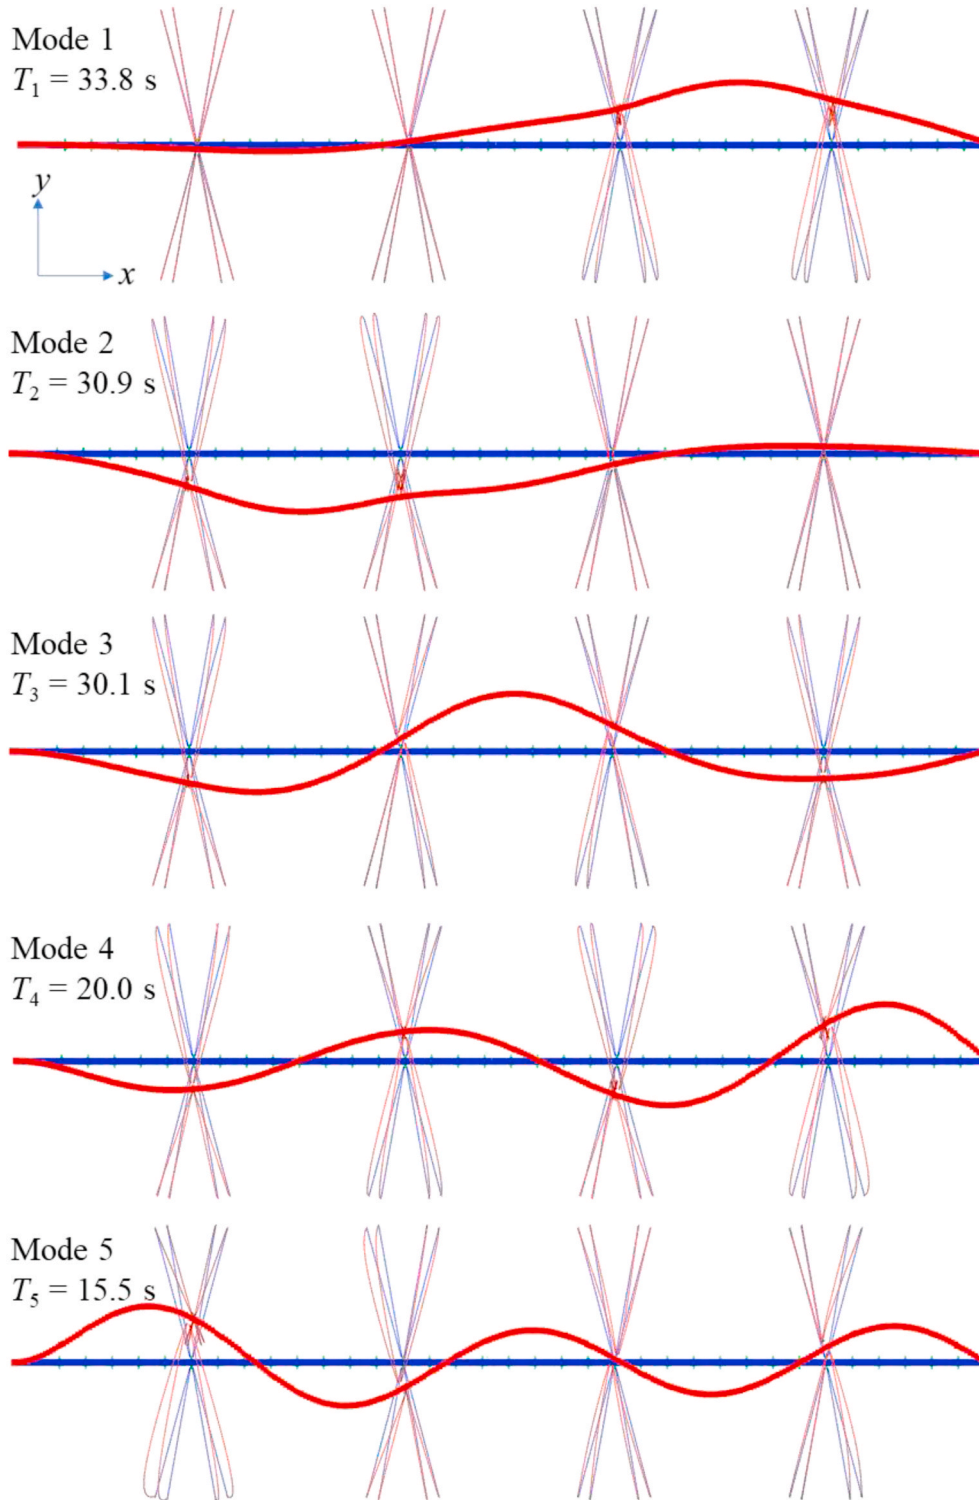 Mode 1
T₁ = 33.8 s
y
x
Mode 2
T₂ = 30.9 s
Mode 3
T₃ = 30.1 s
Mode 4
T₄ = 20.0 s
Mode 5
T₅ = 15.5 s